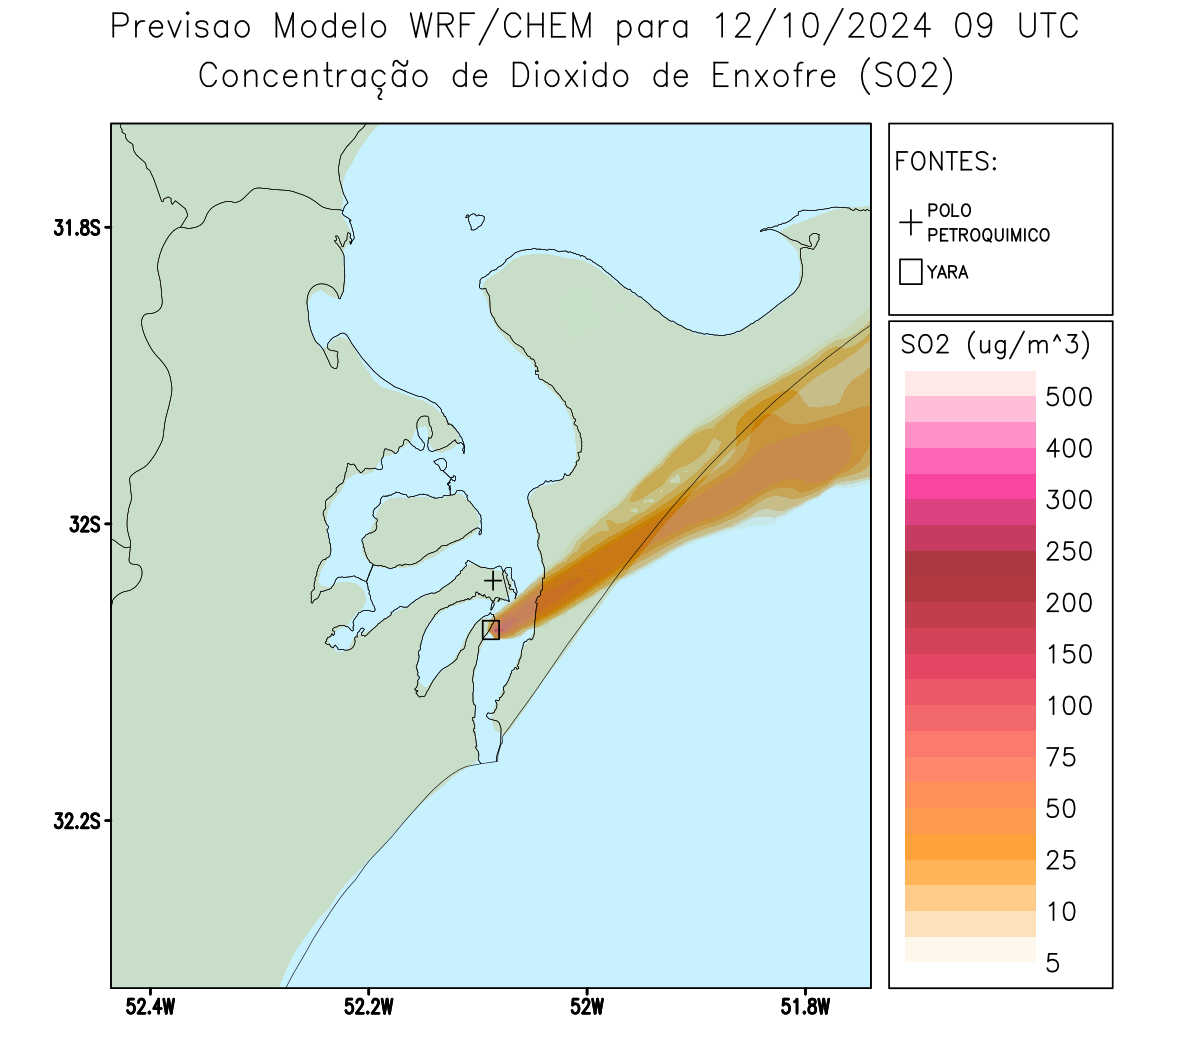 Previsao Modelo WRF/CHEM para 12/10/2024 09 UTC
Concentração de Dioxido de Enxofre (SO2)
FONTES:
POLO
PETROQUIMICO
YARA
SO2 (ug/m^3)
500
400
300
250
200
150
100
75
50
25
10
5
31.8S
32S
32.2S
52.4W
52.2W
52W
51.8W